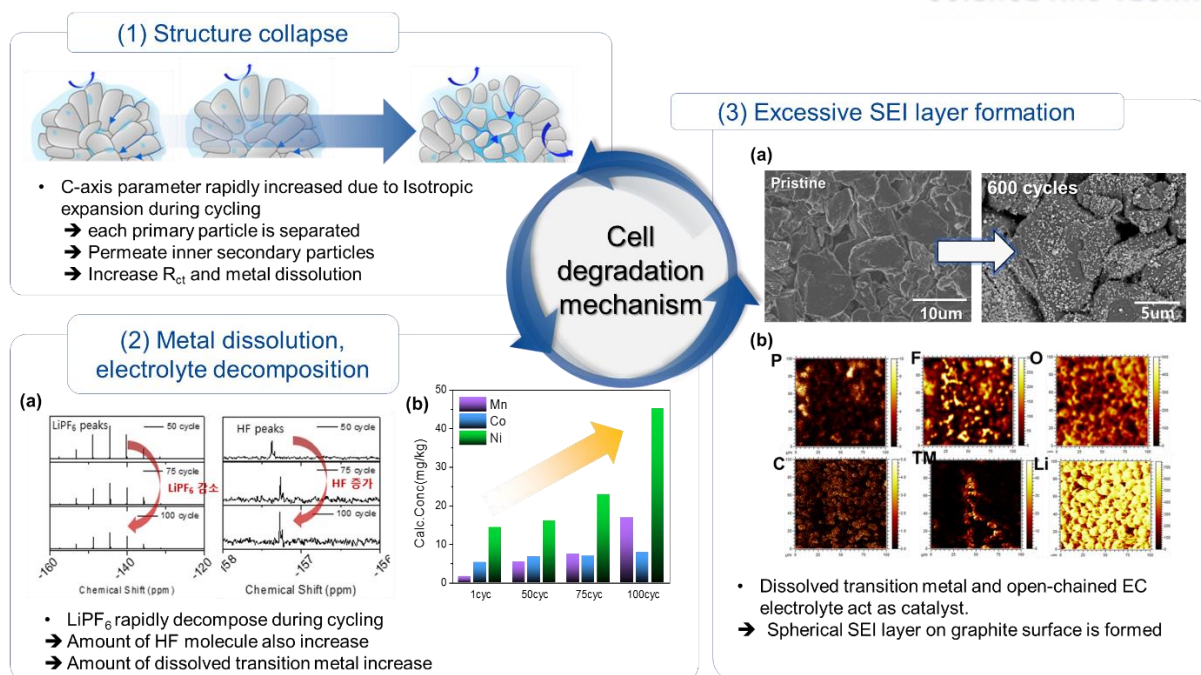 (1) Structure collapse
• C-axis parameter rapidly increased due to Isotropic
expansion during cycling
➔ each primary particle is separated
➔ Permeate inner secondary particles
➔ Increase Rct and metal dissolution
Cell
degradation
mechanism
(2) Metal dissolution,
electrolyte decomposition
(a)
LiPF6 peaks
50 cycle
75 cycle
LiPF6 감소
100 cycle
-160
-140
-120
Chemical Shift (ppm)
HF peaks
50 cycle
75 cycle
HF 증가
100 cycle
-157
Chemical Shift (ppm)
(b)
Mn
Co
Ni
Calc.Conc(mg/kg)
50
40
30
20
10
0
1cyc
50cyc
75cyc
100cyc
• LiPF6 rapidly decompose during cycling
➔ Amount of HF molecule also increase
➔ Amount of dissolved transition metal increase
(3) Excessive SEI layer formation
(a)
Pristine
10um
600 cycles
5um
(b)
P
F
O
C
TM
Li
• Dissolved transition metal and open-chained EC
electrolyte act as catalyst.
➔ Spherical SEI layer on graphite surface is formed